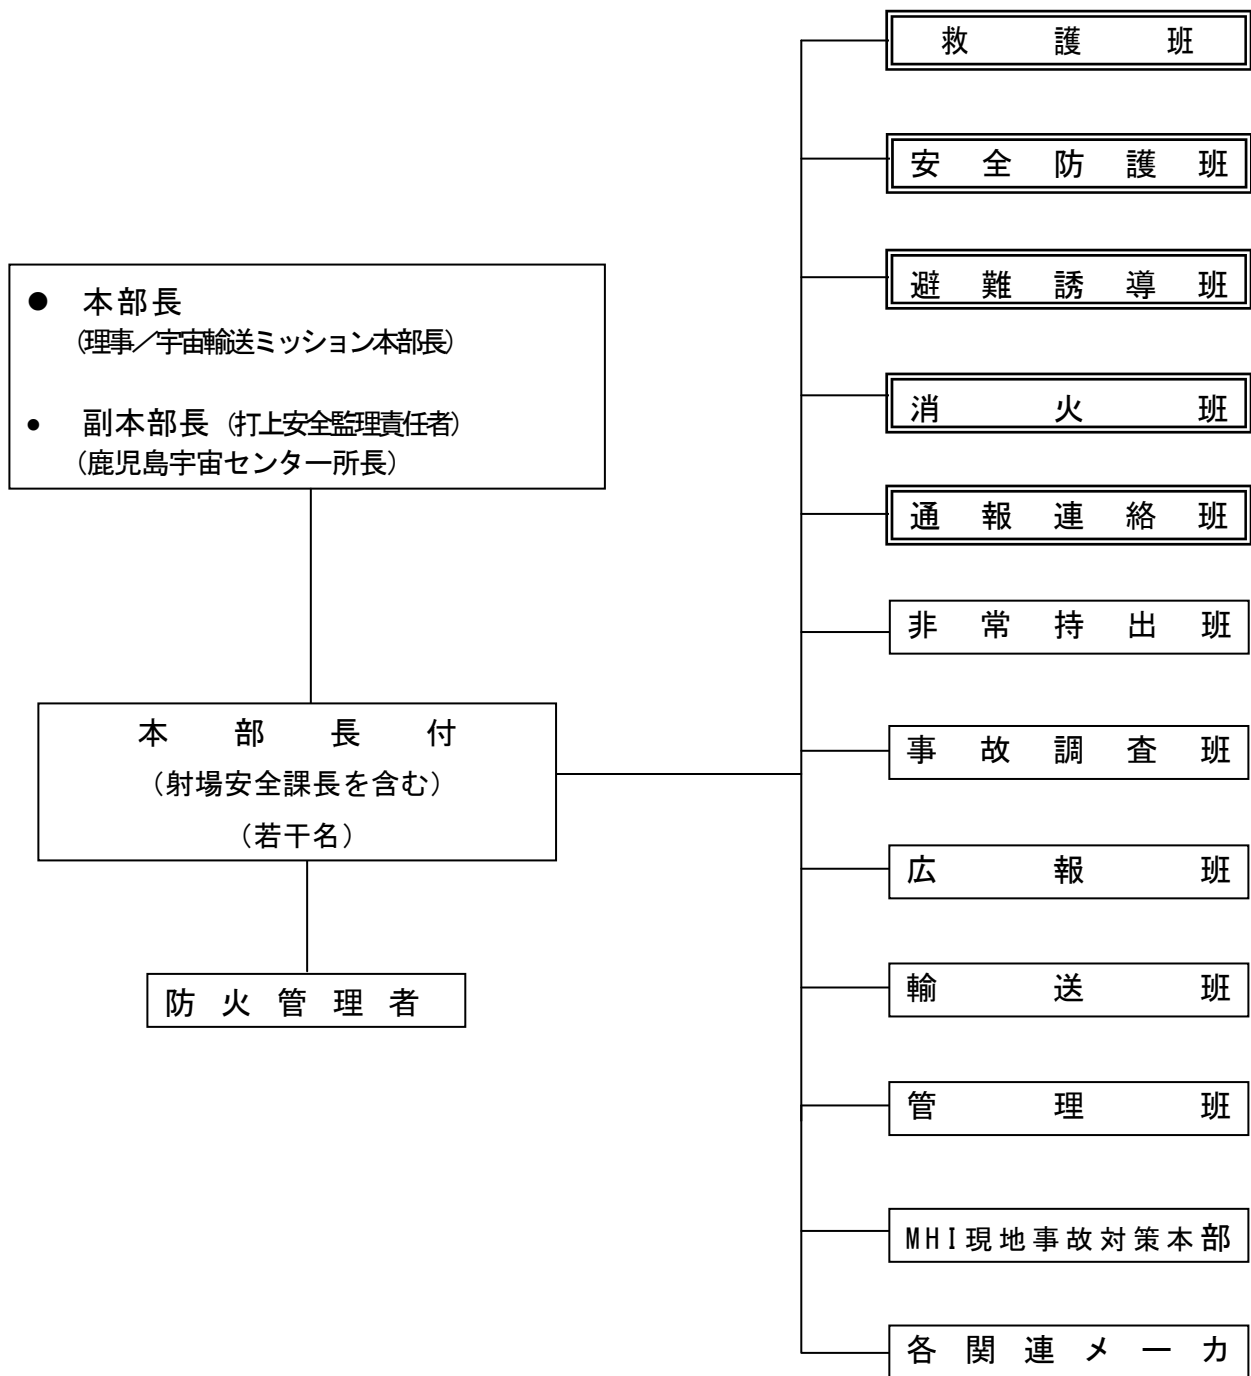 ● 本部長
（理事／宇宙輸送ミッション本部長）
• 副本部長（打上安全監理責任者）
（鹿児島宇宙センター所長）
本部長付
（射場安全課長を含む）
（若干名）
防火管理者
救護班
安全防護班
避難誘導班
消火班
通報連絡班
非常持出班
事故調査班
広報班
輸送班
管理班
MHI現地事故対策本部
各関連メーカ